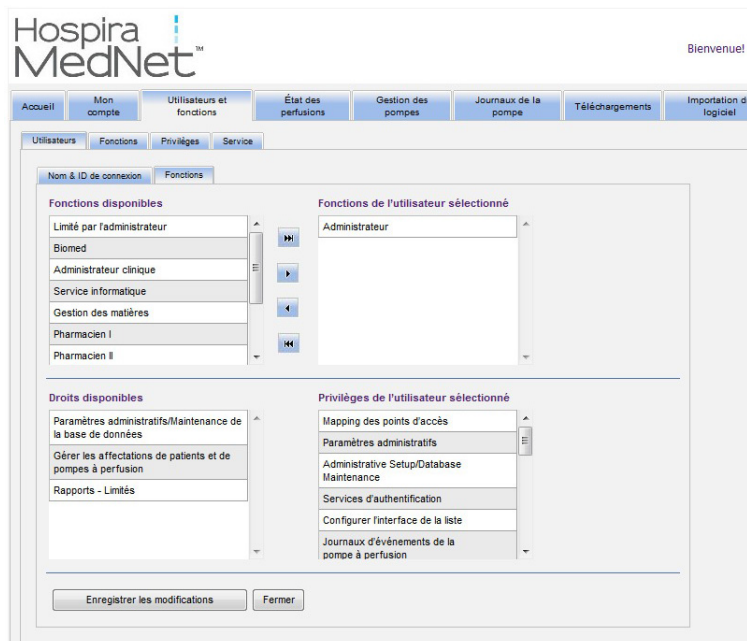 Hospira
MedNet™
Bienvenue!
Accueil
Mon
compte
Utilisateurs et
fonctions
État des
perfusions
Gestion des
pompes
Journaux de la
pompe
Téléchargements
Importation d
logiciel
Utilisateurs
Fonctions
Privilèges
Service
Nom & ID de connexion
Fonctions
Fonctions disponibles
Limité par l'administrateur
Biomed
Administrateur clinique
Service informatique
Gestion des matières
Pharmacien I
Pharmacien II
Fonctions de l'utilisateur sélectionné
Administrateur
Droits disponibles
Paramètres administratifs/Maintenance de
la base de données
Gérer les affectations de patients et de
pompes à perfusion
Rapports - Limités
Privilèges de l'utilisateur sélectionné
Mapping des points d'accès
Paramètres administratifs
Administrative Setup/Database
Maintenance
Services d'authentification
Configurer l'interface de la liste
Journaux d'événements de la
pompe à perfusion
Enregistrer les modifications
Fermer